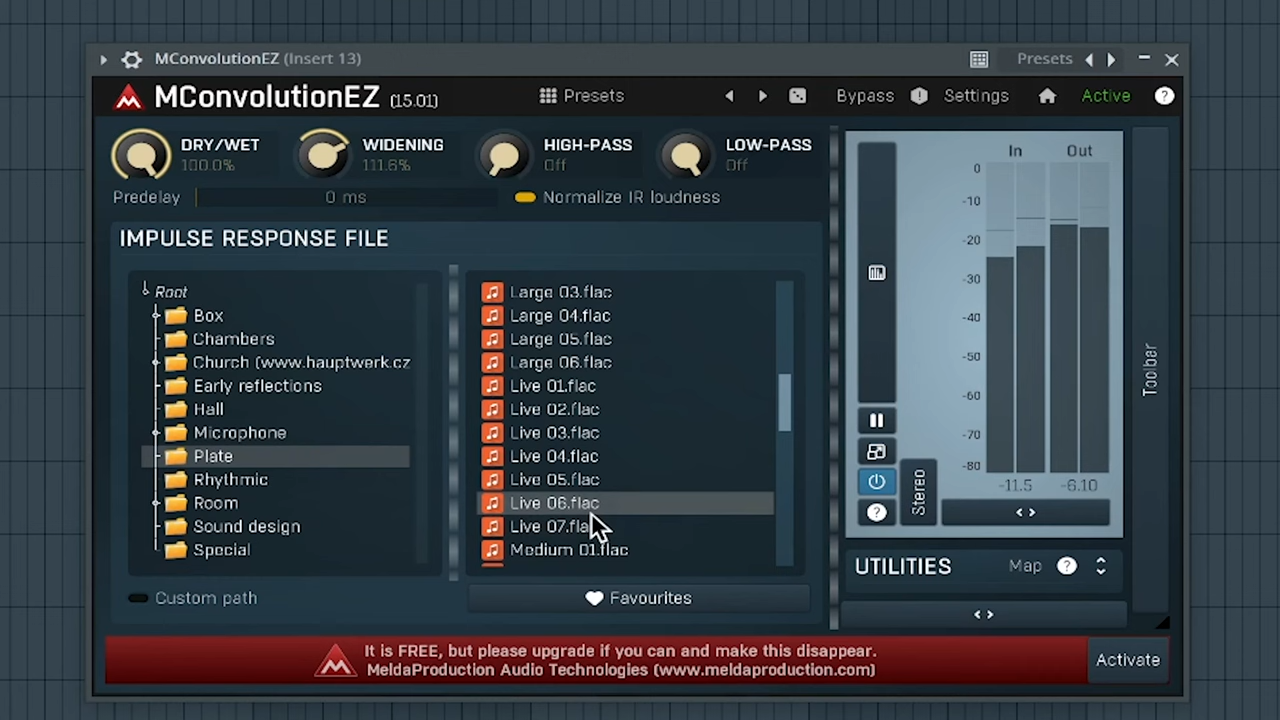 MConvolutionEZ (Insert 13)
Presets
MConvolutionEZ (15.01)
Presets
Bypass
Settings
Active
?
DRY/WET
100.0%
WIDENING
111.6%
HIGH-PASS
Off
LOW-PASS
Off
Predelay
0 ms
Normalize IR loudness
IMPULSE RESPONSE FILE
Root
Box
Chambers
Church (www.hauptwerk.cz
Early reflections
Hall
Microphone
Plate
Rhythmic
Room
Sound design
Special
Custom path
Large 03.flac
Large 04.flac
Large 05.flac
Large 06.flac
Live 01.flac
Live 02.flac
Live 03.flac
Live 04.flac
Live 05.flac
Live 06.flac
Live 07.flac
Medium 01.flac
Favourites
In Out
0
-10
-20
-30
-40
-50
-60
-70
-80
-11.5 -6.10
Stereo
?
Toolbar
UTILITIES
Map
?
It is FREE, but please upgrade if you can and make this disappear.
MeldaProduction Audio Technologies (www.meldaproduction.com)
Activate